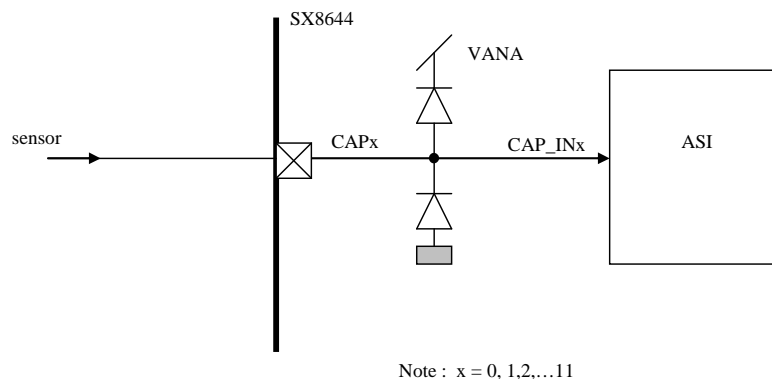 SX8644
VANA
sensor
CAPx
CAP_INx
ASI
Note : x = 0, 1,2,…11